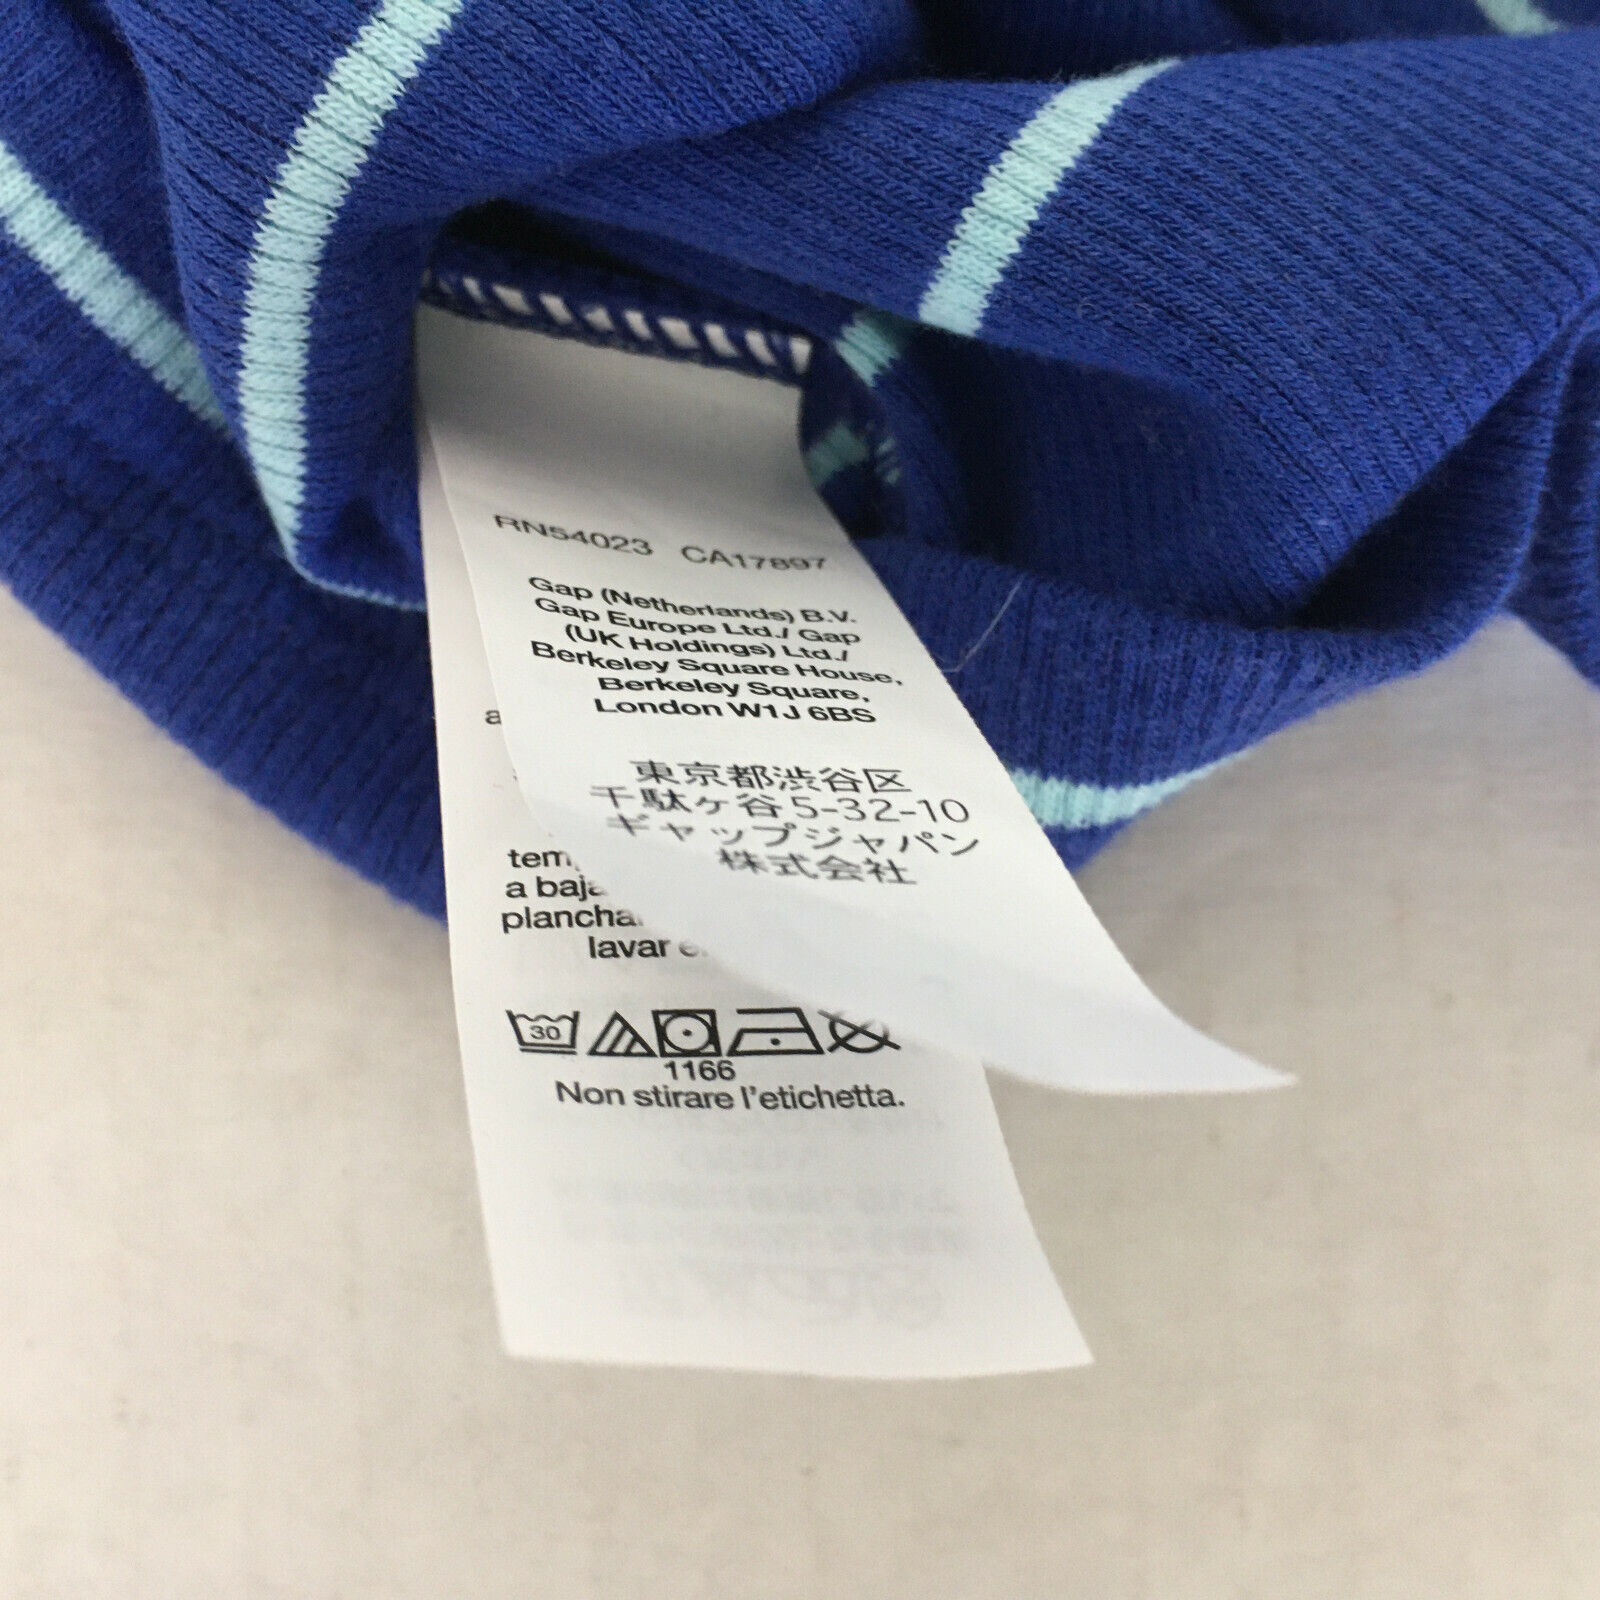 RN54023 CA17897
Gap (Netherlands) B.V.
Gap Europe Ltd./ Gap
(UK Holdings) Ltd./
Berkeley Square House,
Berkeley Square,
London W1J 6BS
東京都渋谷区
千駄ヶ谷 5-32-10
ギャップジャパン
株式会社
a baja
lavar
30
1166
Non stirare l'etichetta.